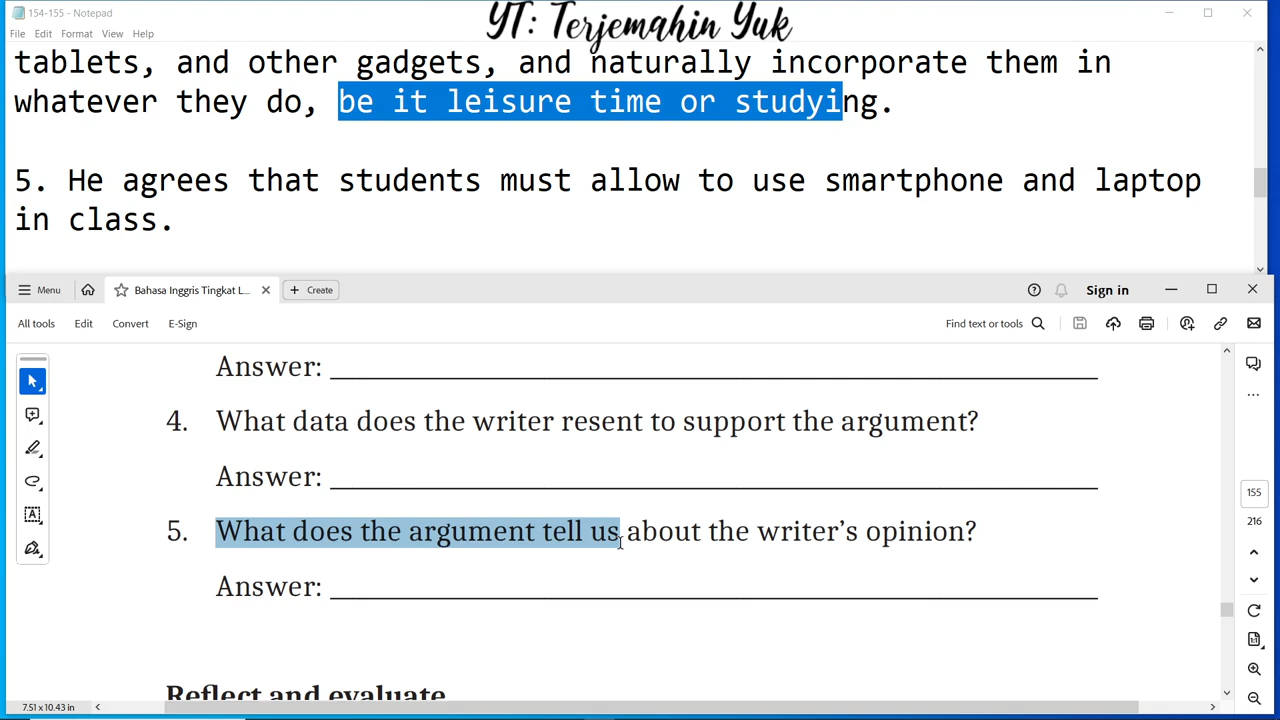 154-155 - Notepad
YT: Terjemahin Yuk
File Edit Format View Help
tablets, and other gadgets, and naturally incorporate them in
whatever they do, be it leisure time or studying.
5. He agrees that students must allow to use smartphone and laptop
in class.
Menu
Bahasa Inggris Tingkat L...
Create
Sign in
All tools Edit Convert E-Sign
Find text or tools
Answer:
4. What data does the writer resent to support the argument?
Answer:
5. What does the argument tell us about the writer's opinion?
Answer:
Reflect and evaluate
155
216
7.51 x 10.43 in